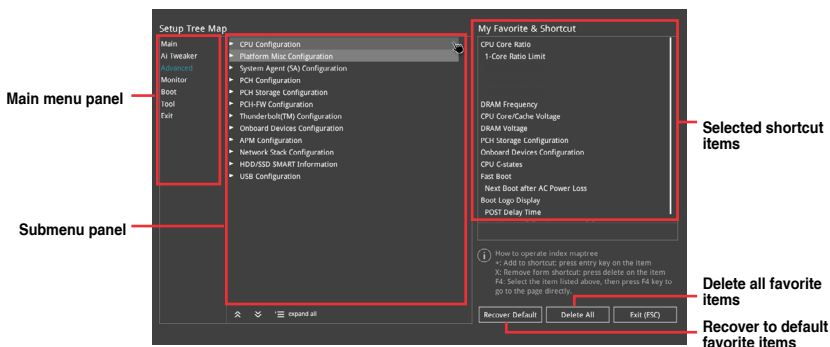 Setup Tree Map
Main
Ai Tweaker
Advanced
Monitor
Boot
Tool
Exit
CPU Configuration
Platform Misc Configuration
System Agent (SA) Configuration
PCH Configuration
PCH Storage Configuration
PCH-FW Configuration
Thunderbolt(TM) Configuration
Onboard Devices Configuration
APM Configuration
Network Stack Configuration
HDD/SSD SMART Information
USB Configuration
expand all
My Favorite & Shortcut
CPU Core Ratio
1-Core Ratio Limit
DRAM Frequency
CPU Core/Cache Voltage
DRAM Voltage
PCH Storage Configuration
Onboard Devices Configuration
CPU C-states
Fast Boot
Next Boot after AC Power Loss
Boot Logo Display
POST Delay Time
How to operate index maptree
+: Add to shortcut: press entry key on the item
X: Remove form shortcut: press delete on the item
F4: Select the item listed above, then press F4 key to
go to the page directly.
Recover Default
Delete All
Exit (ESC)
Main menu panel
Submenu panel
Selected shortcut
items
Delete all favorite
items
Recover to default
favorite items